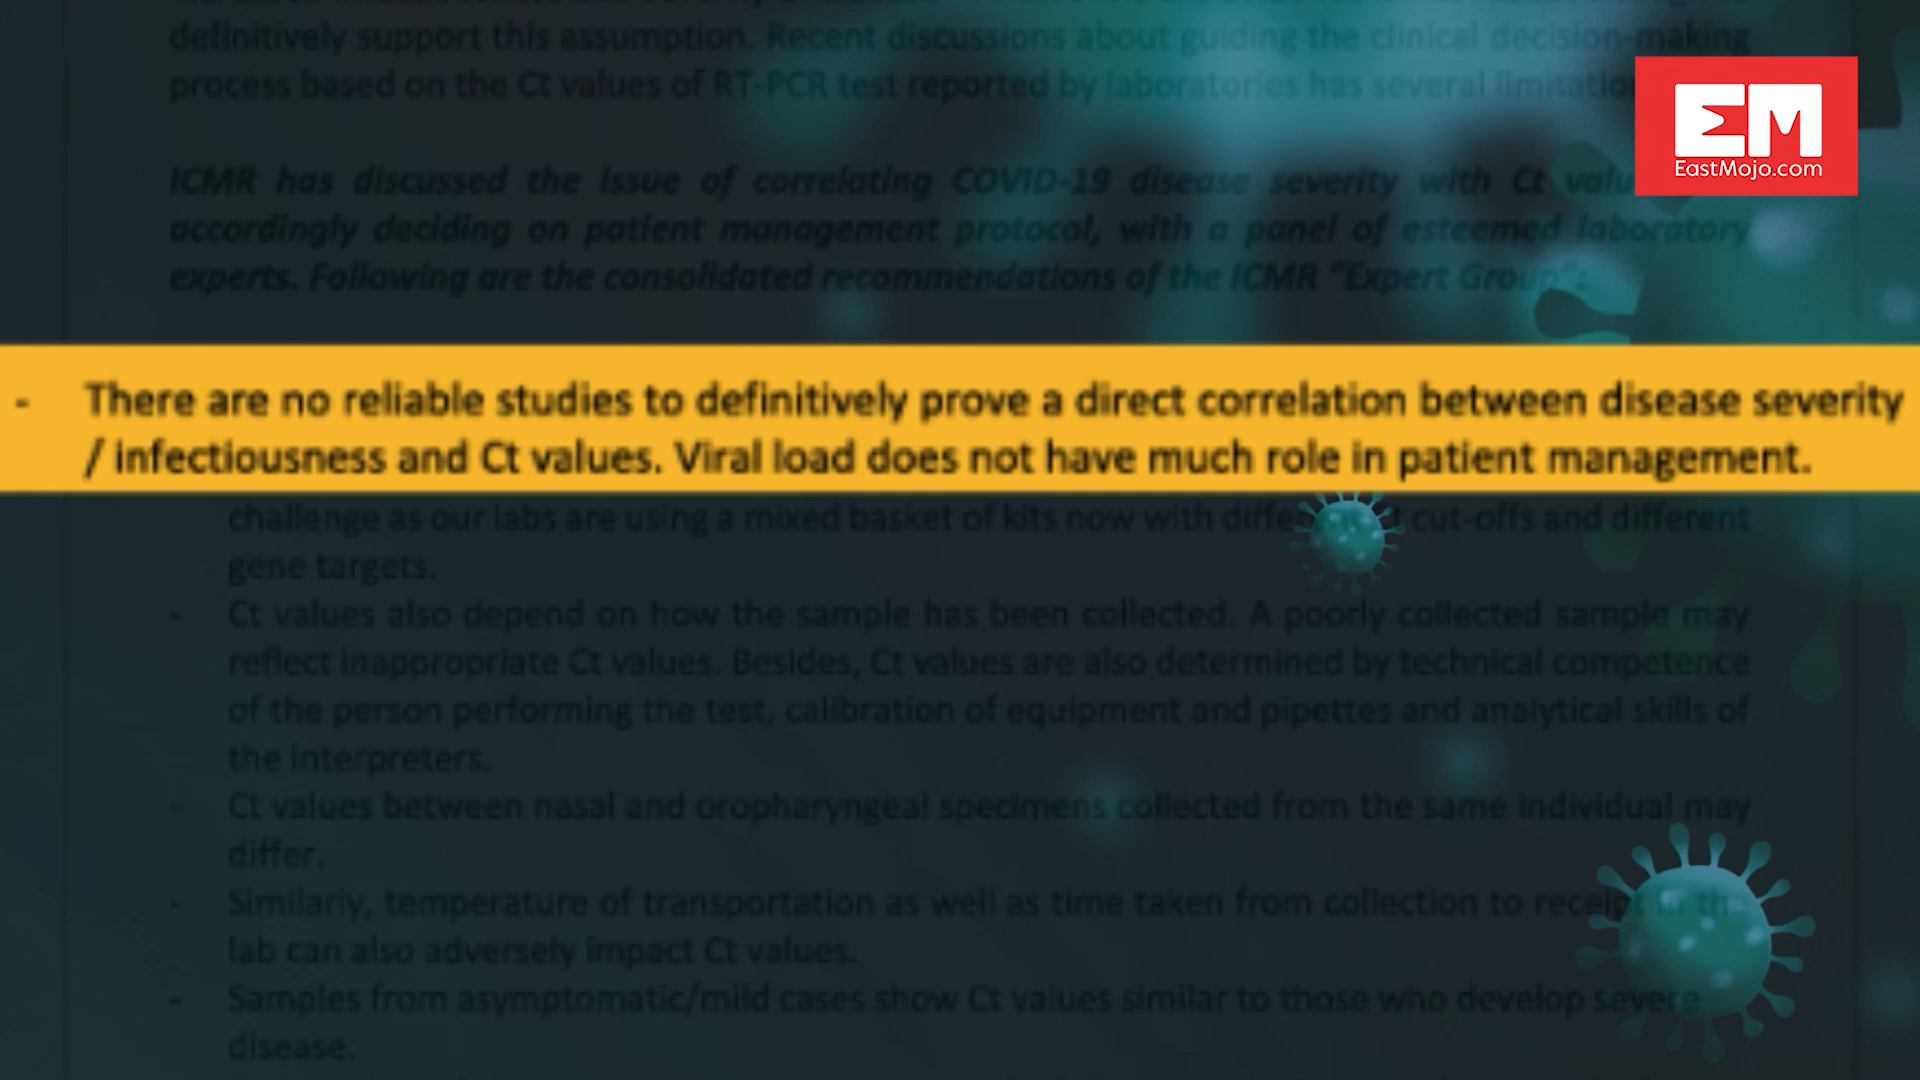 definitively support this assumption. Recent discussions about guiding the clinical decision-making
process based on the Ct values of RT-PCR test reported by laboratories has several
EM
EastMojo.com
ICMR has discussed the issue of correlating COVID-19 disease severity with Ct
accordingly deciding on patient management protocol, with a panel of esteemed laboratory
experts. Following are the consolidated recommendations of the ICMR “Expert Group”:
- There are no reliable studies to definitively prove a direct correlation between disease severity
/ infectiousness and Ct values. Viral load does not have much role in patient management.
challenge as our labs are using a mixed basket of kits now with cut-offs and different
gene targets.
- Ct values also depend on how the sample has been collected. A poorly collected sample may
reflect inappropriate Ct values. Besides, Ct values are also determined by technical competence
of the person performing the test, calibration of equipment and pipettes and analytical skills of
the interpreters.
- Ct values between nasal and oropharyngeal specimens collected from the same individual may
differ.
- Similarly, temperature of transportation as well as time taken from collection to receipt in the
lab can also adversely impact Ct values.
- Samples from asymptomatic/mild cases show Ct values similar to those who develop severe
disease.